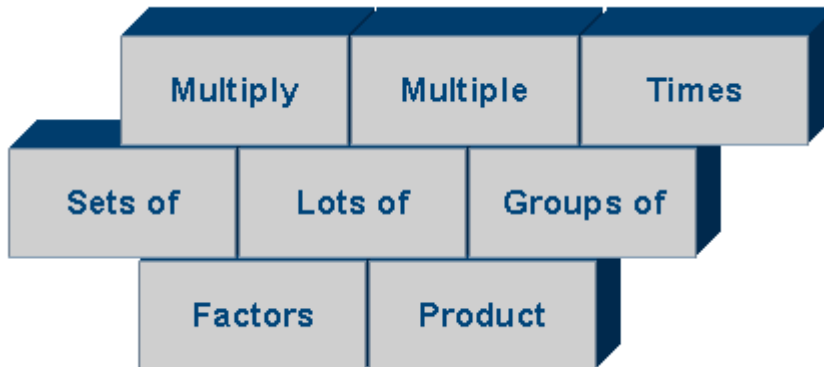 Multiply Multiple Times
Sets of Lots of Groups of
Factors Product